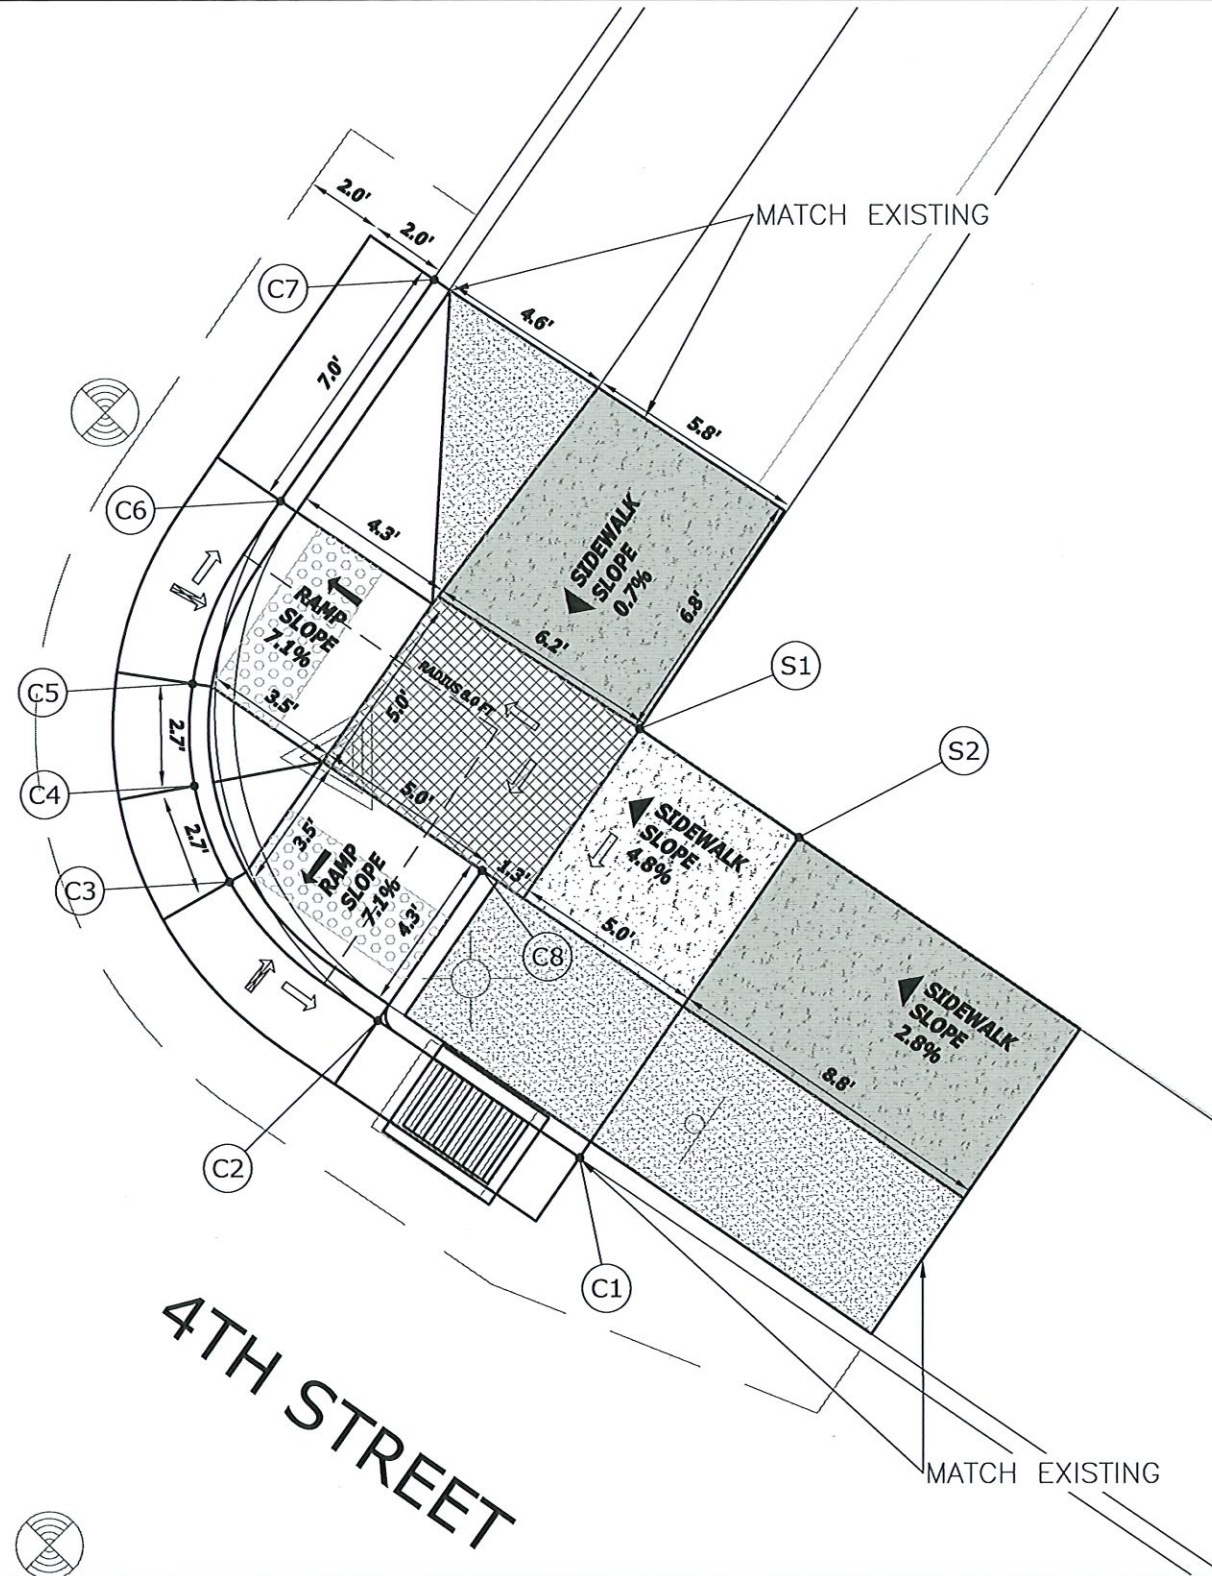 2.0'
2.0'
MATCH EXISTING
C7
4.6'
7.0'
5.8'
C6
4.3'
SIDEWALK
SLOPE
0.7%
6.8'
RAMP
SLOPE
7.1%
6.2'
S1
C5
3.5'
RADIUS 6.0 FT
5.0'
2.7'
S2
C4
5.0'
2.7'
3.5'
SIDEWALK
SLOPE
4.8%
C3
RAMP
SLOPE
7.1%
4.3'
1.3'
5.0'
C8
SIDEWALK
SLOPE
2.8%
8.8'
C2
C1
4TH STREET
MATCH EXISTING